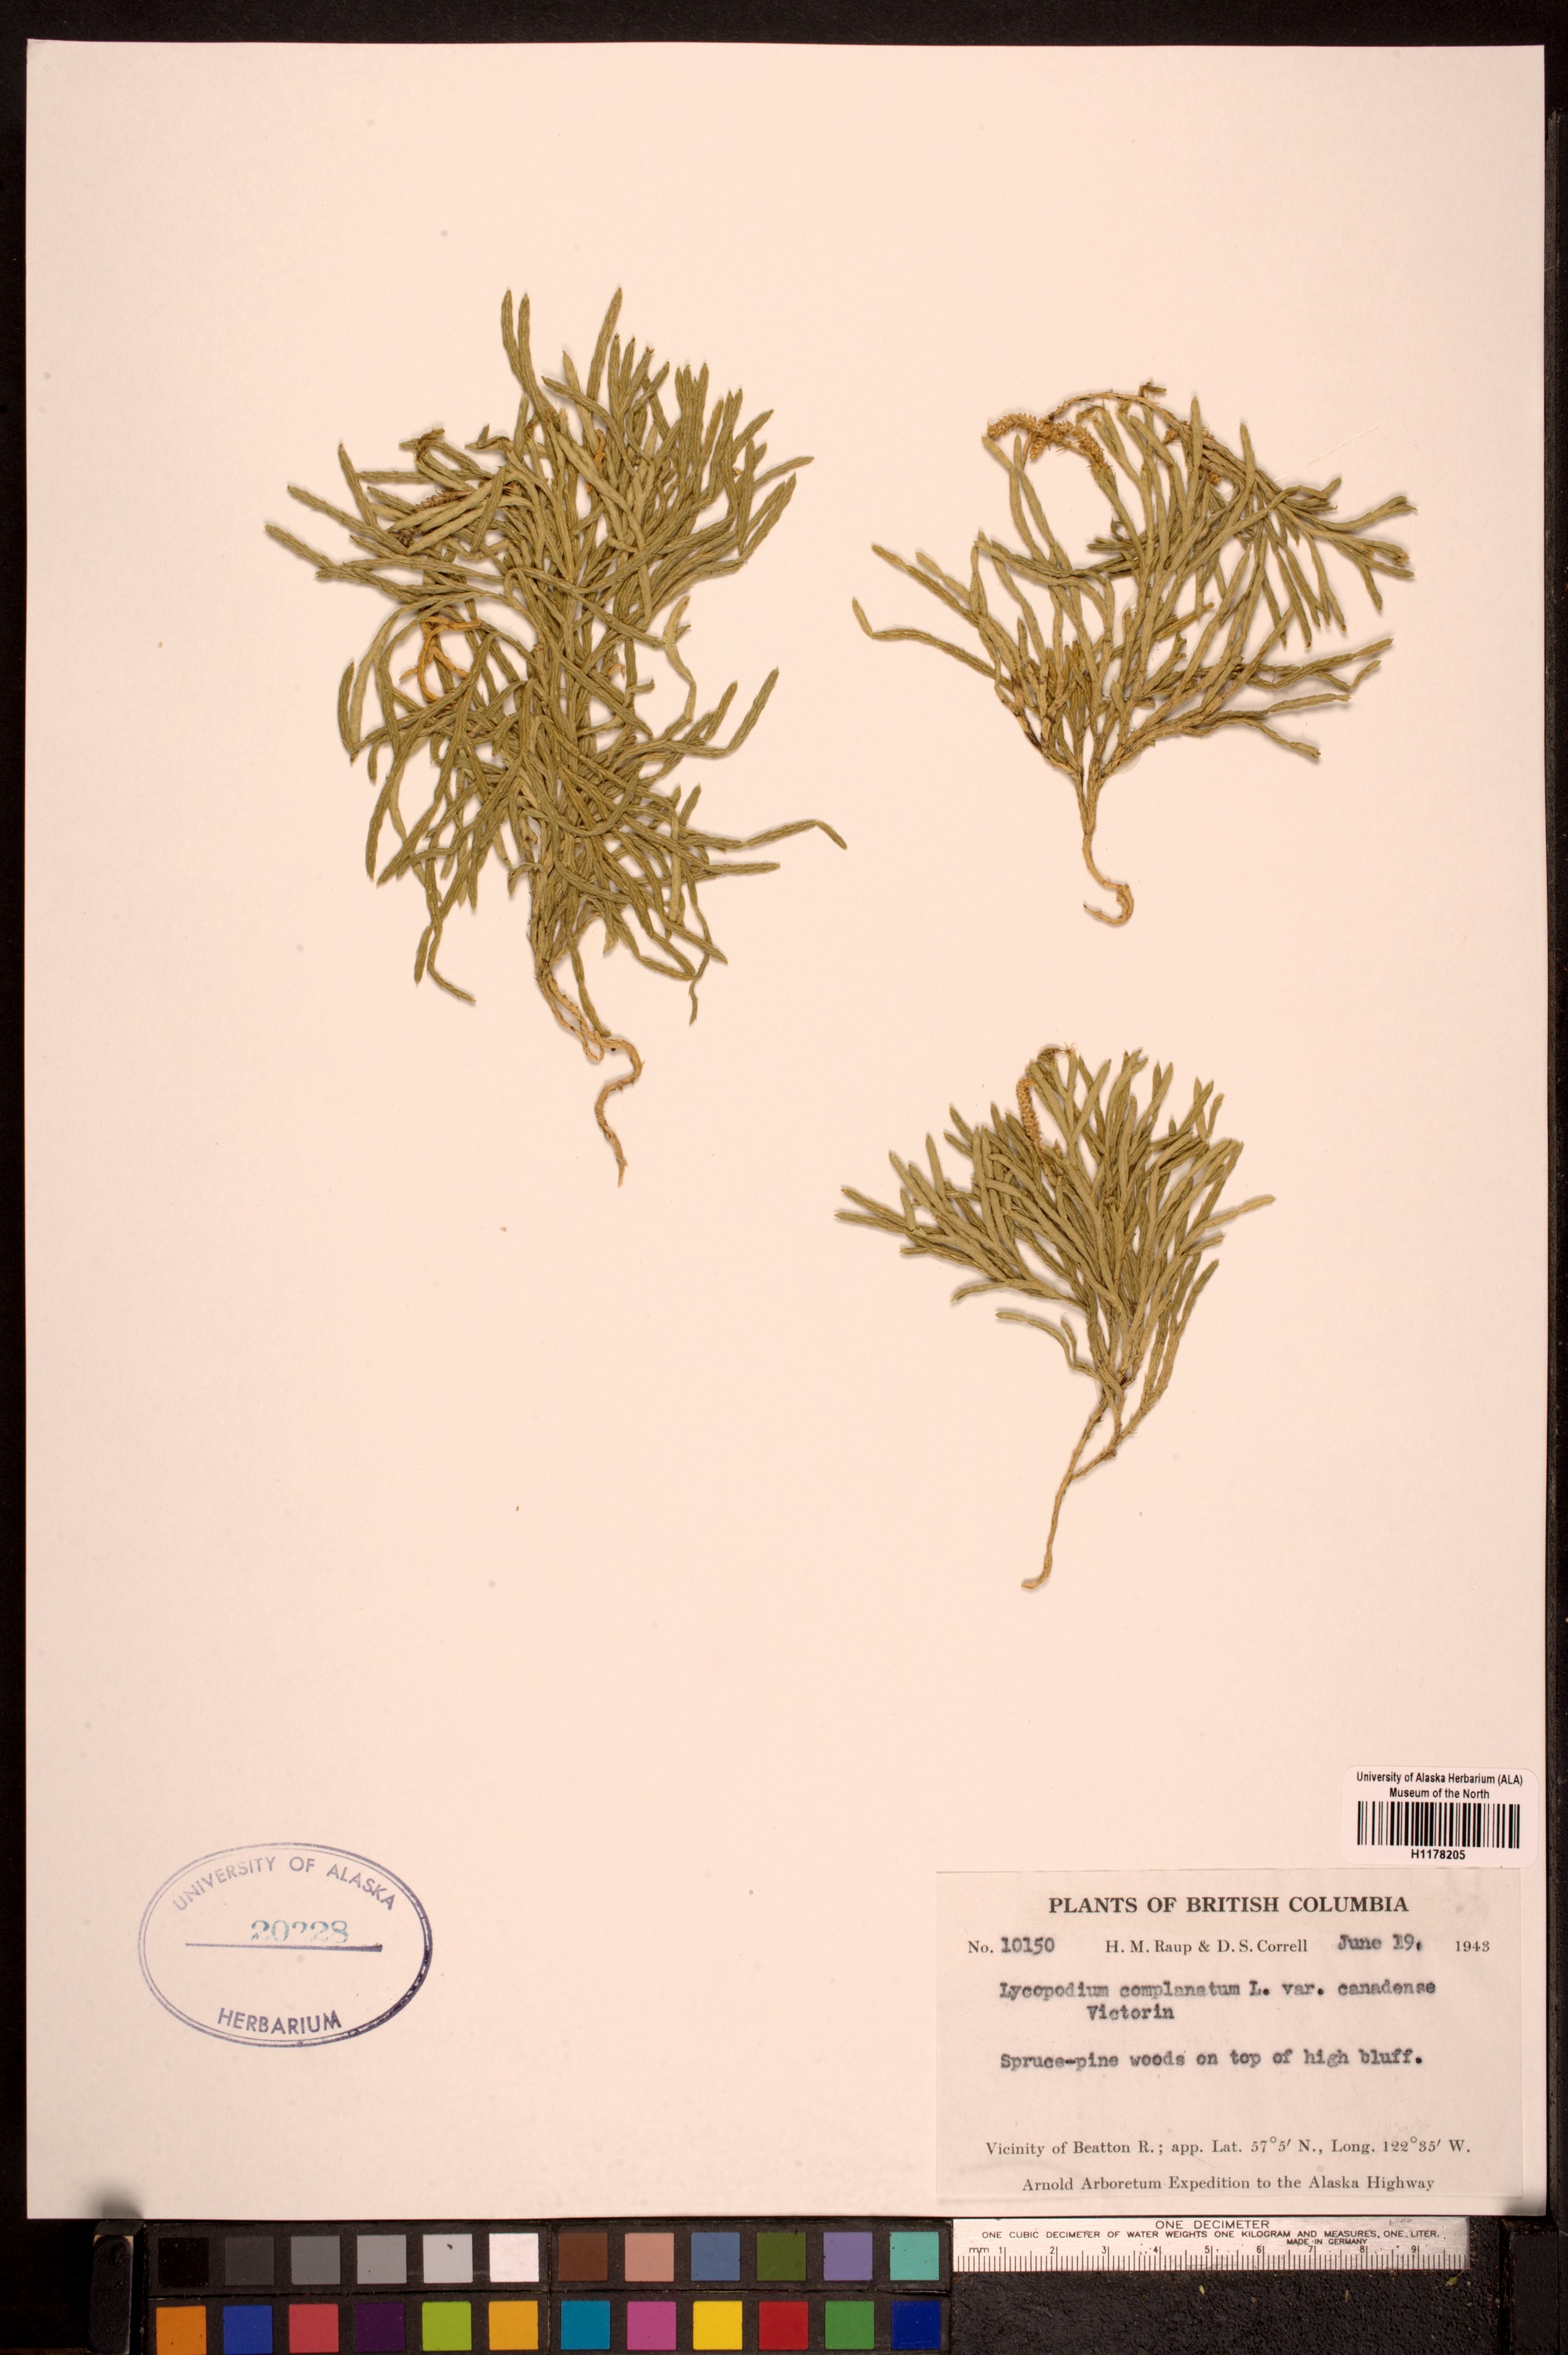 University of Alaska Herbarium (ALA)
Museum of the North
H1178205
PLANTS OF BRITISH COLUMBIA
No. 10150 H. M. Raup & D. S. Correll June 19, 1943
Lycopodium complanatum L. var. canadense
Victorin
Spruce-pine woods on top of high bluff.
Vicinity of Beatton R.; app. Lat. 57°5' N., Long. 122°35' W.
Arnold Arboretum Expedition to the Alaska Highway
UNIVERSITY OF ALASKA
20228
HERBARIUM
ONE DECIMETER
ONE CUBIC DECIMETER OF WATER WEIGHTS ONE KILOGRAM AND MEASURES, ONE LITER.
MADE IN GERMANY
mm 1 2 3 4 5 6 7 8 9